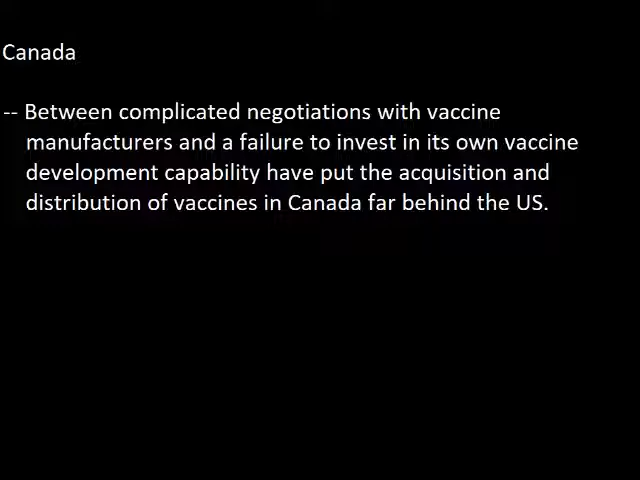 Canada
-- Between complicated negotiations with vaccine
manufacturers and a failure to invest in its own vaccine
development capability have put the acquisition and
distribution of vaccines in Canada far behind the US.